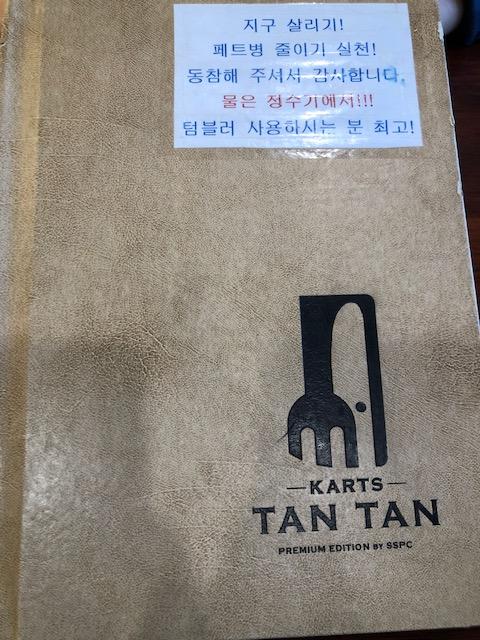 지구 살리기!
페트병 줄이기 실천!
동참해 주셔서 감사합니다.
물은 정수기에서!!!
텀블러 사용하시는 분 최고!
KARTS
TAN TAN
PREMIUM EDITION BY SSPC